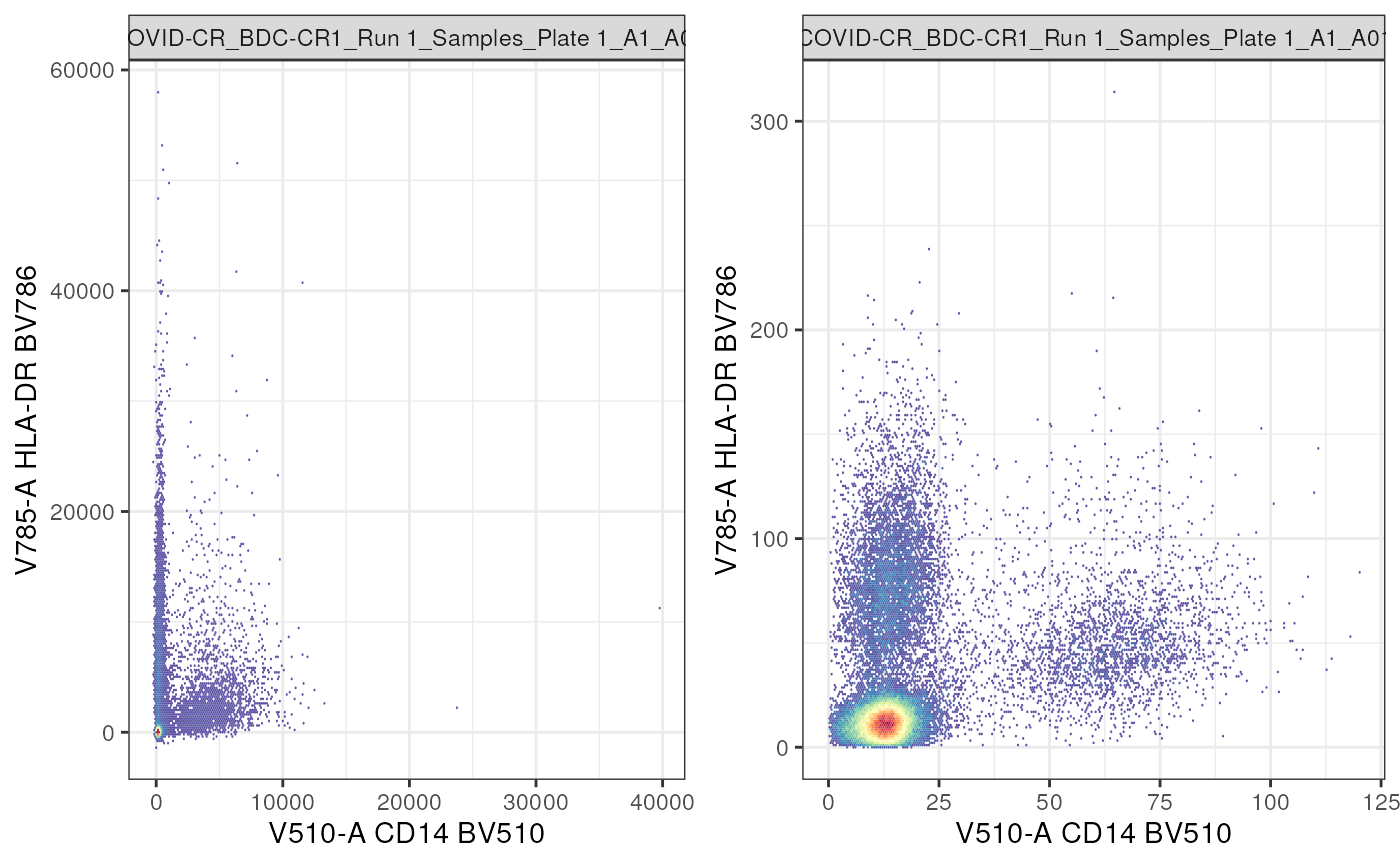 OVID-CR_BDC-CR1_Run 1_Samples_Plate 1_A1_A0
60000
40000
20000
0
V785-A HLA-DR BV786
0 10000 20000 30000 40000
V510-A CD14 BV510
COVID-CR_BDC-CR1_Run 1_Samples_Plate 1_A1_A01
300
200
100
0
V785-A HLA-DR BV786
0 25 50 75 100 125
V510-A CD14 BV510